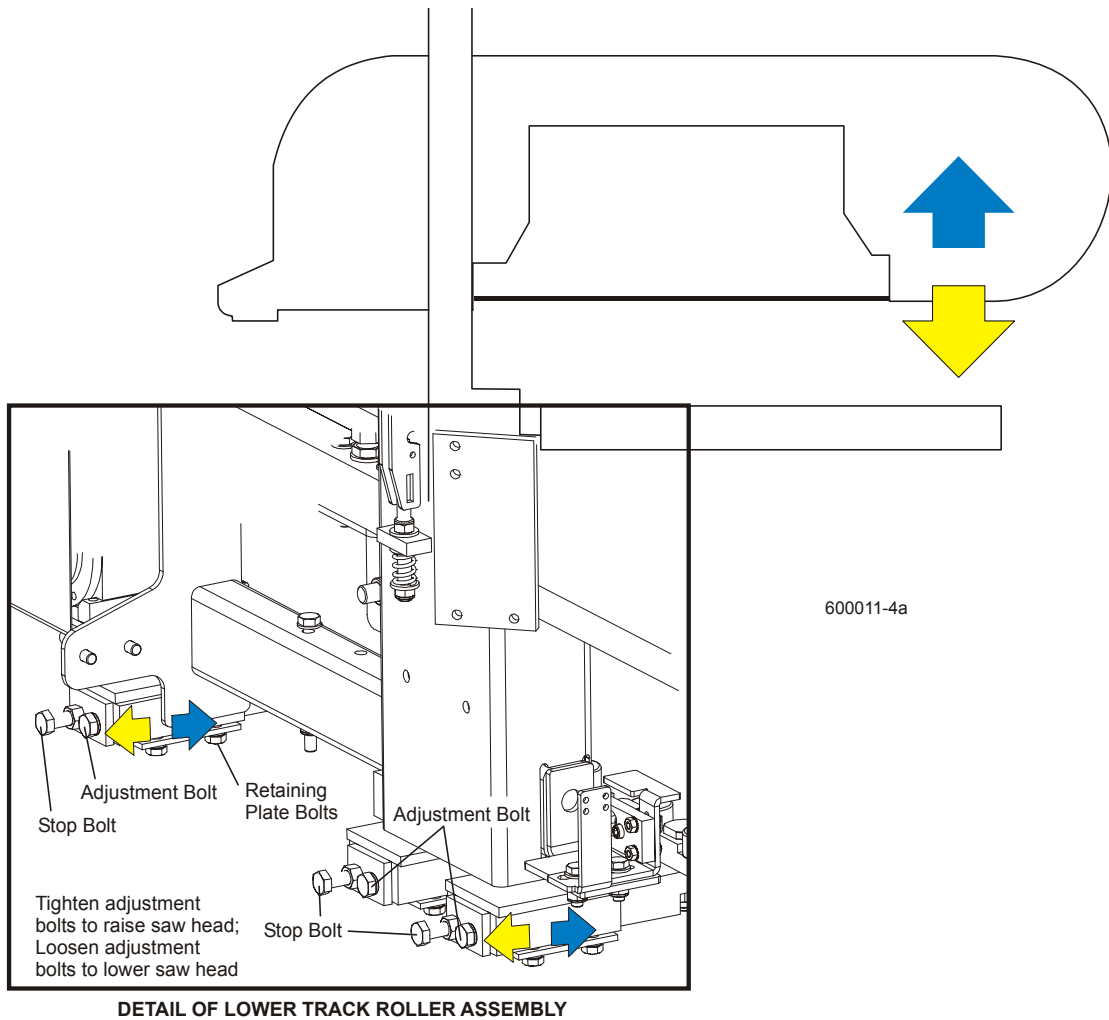 600011-4a
Adjustment Bolt
Stop Bolt
Retaining
Plate Bolts
Adjustment Bolt
Stop Bolt
Tighten adjustment
bolts to raise saw head;
Loosen adjustment
bolts to lower saw head
DETAIL OF LOWER TRACK ROLLER ASSEMBLY